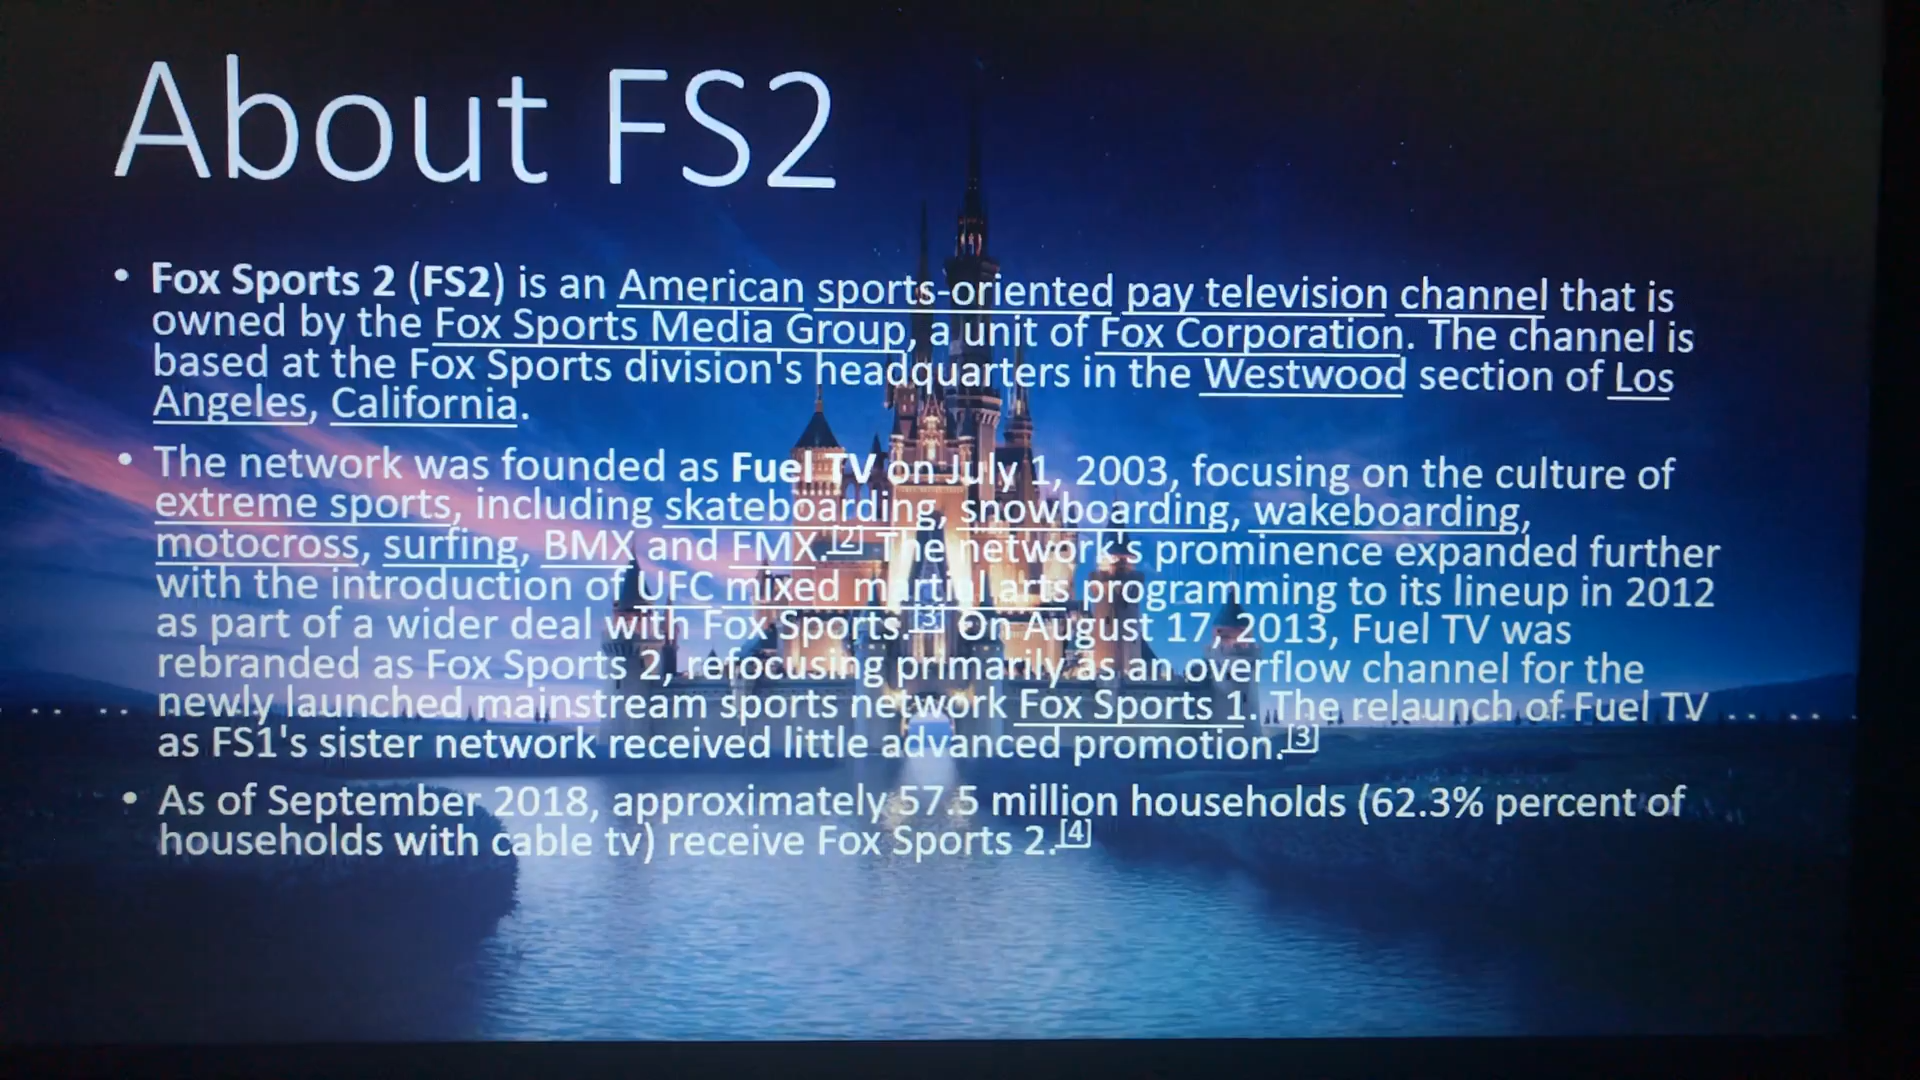 About FS2
• Fox Sports 2 (FS2) is an American sports-oriented pay television channel that is
owned by the Fox Sports Media Group, a unit of Fox Corporation. The channel is
based at the Fox Sports division's headquarters in the Westwood section of Los
Angeles, California.
• The network was founded as Fuel TV on July 1, 2003, focusing on the culture of
extreme sports, including skateboarding, snowboarding, wakeboarding,
motocross, surfing, BMX and FMX.[2] The network's prominence expanded further
with the introduction of UFC mixed martial arts programming to its lineup in 2012
as part of a wider deal with Fox Sports.[3] On August 17, 2013, Fuel TV was
rebranded as Fox Sports 2, refocusing primarily as an overflow channel for the
newly launched mainstream sports network Fox Sports 1. The relaunch of Fuel TV
as FS1's sister network received little advanced promotion.[3]
• As of September 2018, approximately 57.5 million households (62.3% percent of
households with cable tv) receive Fox Sports 2.[4]